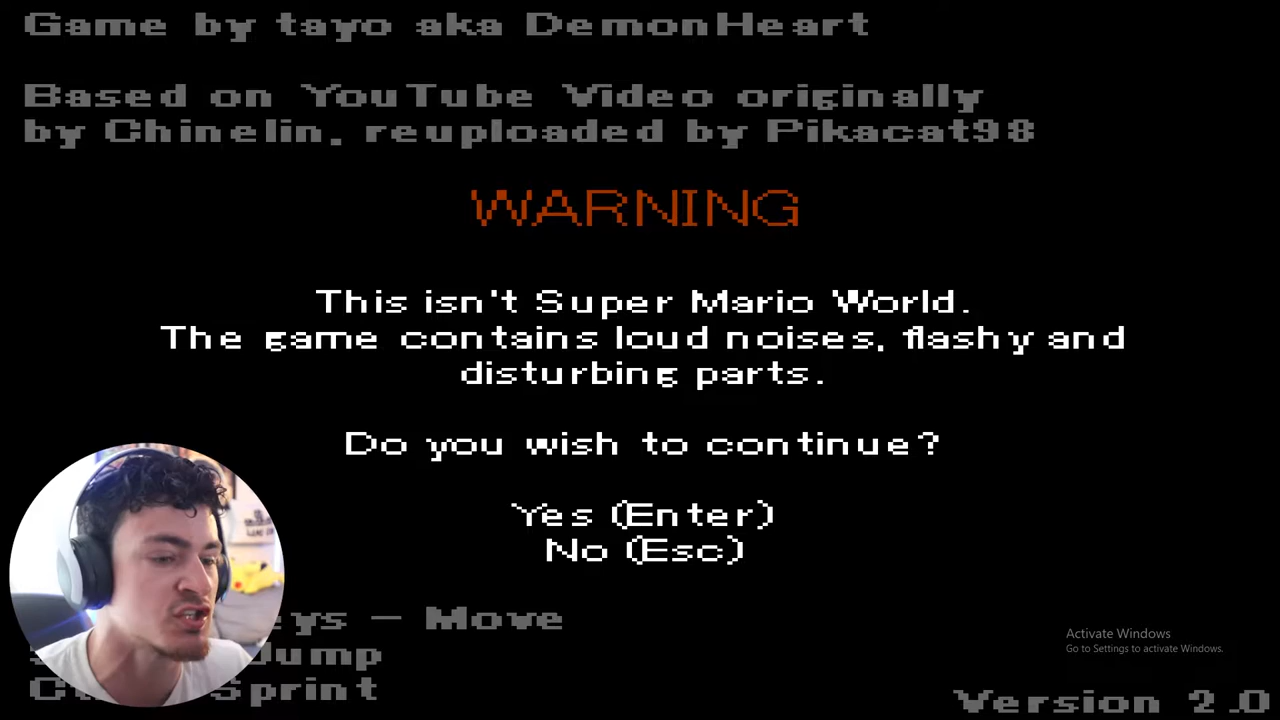 Game by tayo aka DemonHeart
Based on YouTube Video originally
by Chinelin, reuploaded by Pikacat98
WARNING
This isn't Super Mario World.
The game contains loud noises, flashy and
disturbing parts.
Do you wish to continue?
Yes (Enter)
No (Esc)
eys - Move
Jump
Sprint
Activate Windows
Go to Settings to activate Windows.
Version 2.0